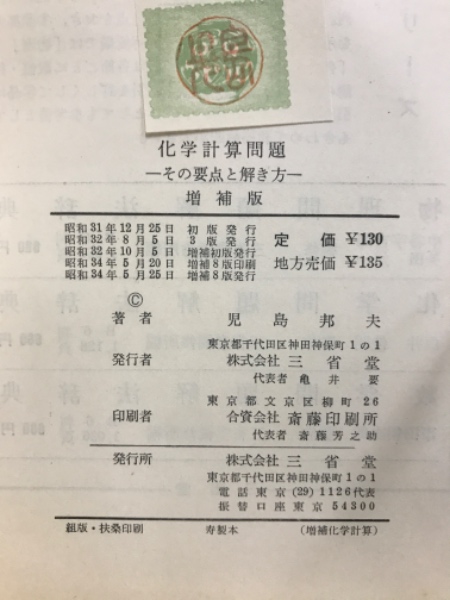 化学計算問題
—その要点と解き方—
増補版
昭和31年12月25日 初版発行
昭和32年8月5日 3版発行
昭和32年10月5日 増補初版発行
昭和34年5月20日 増補8版印刷
昭和34年5月25日 増補8版発行
定価 ¥130
地方売価 ¥135
©
著者 児島邦夫
東京都千代田区神田神保町1の1
発行者 株式会社 三省堂
代表者 亀井要
東京都文京区柳町26
印刷者 合資会社 斎藤印刷所
代表者 斎藤芳之助
発行所 株式会社 三省堂
東京都千代田区神田神保町1の1
電話東京(29)1126代表
振替口座東京54300
組版・扶桑印刷 寿製本 (増補化学計算)